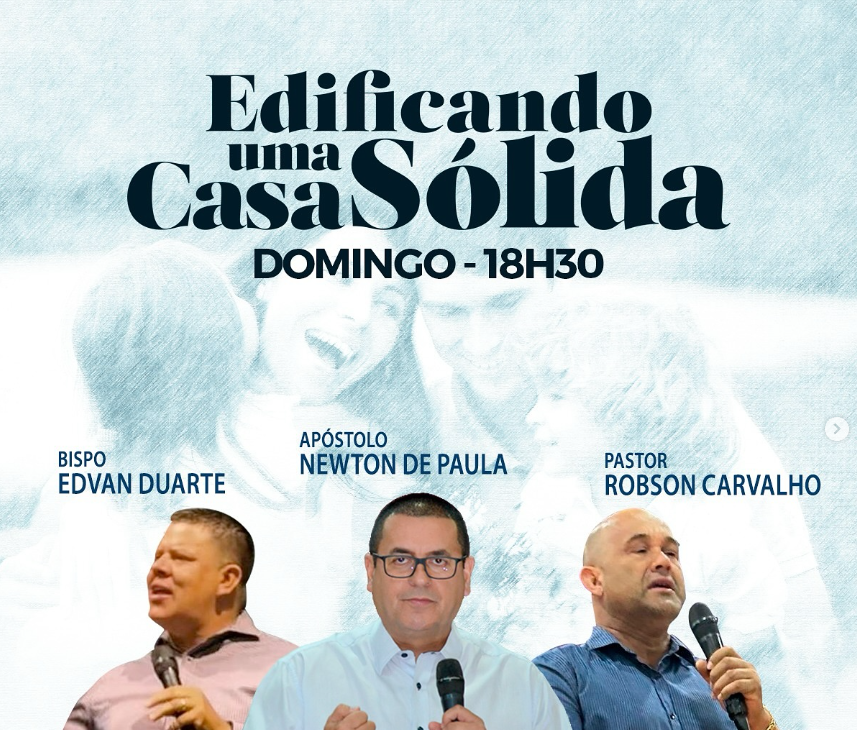 Edificando
uma
Casa Sólida
DOMINGO - 18H30
BISPO
EDVAN DUARTE
APÓSTOLO
NEWTON DE PAULA
PASTOR
ROBSON CARVALHO